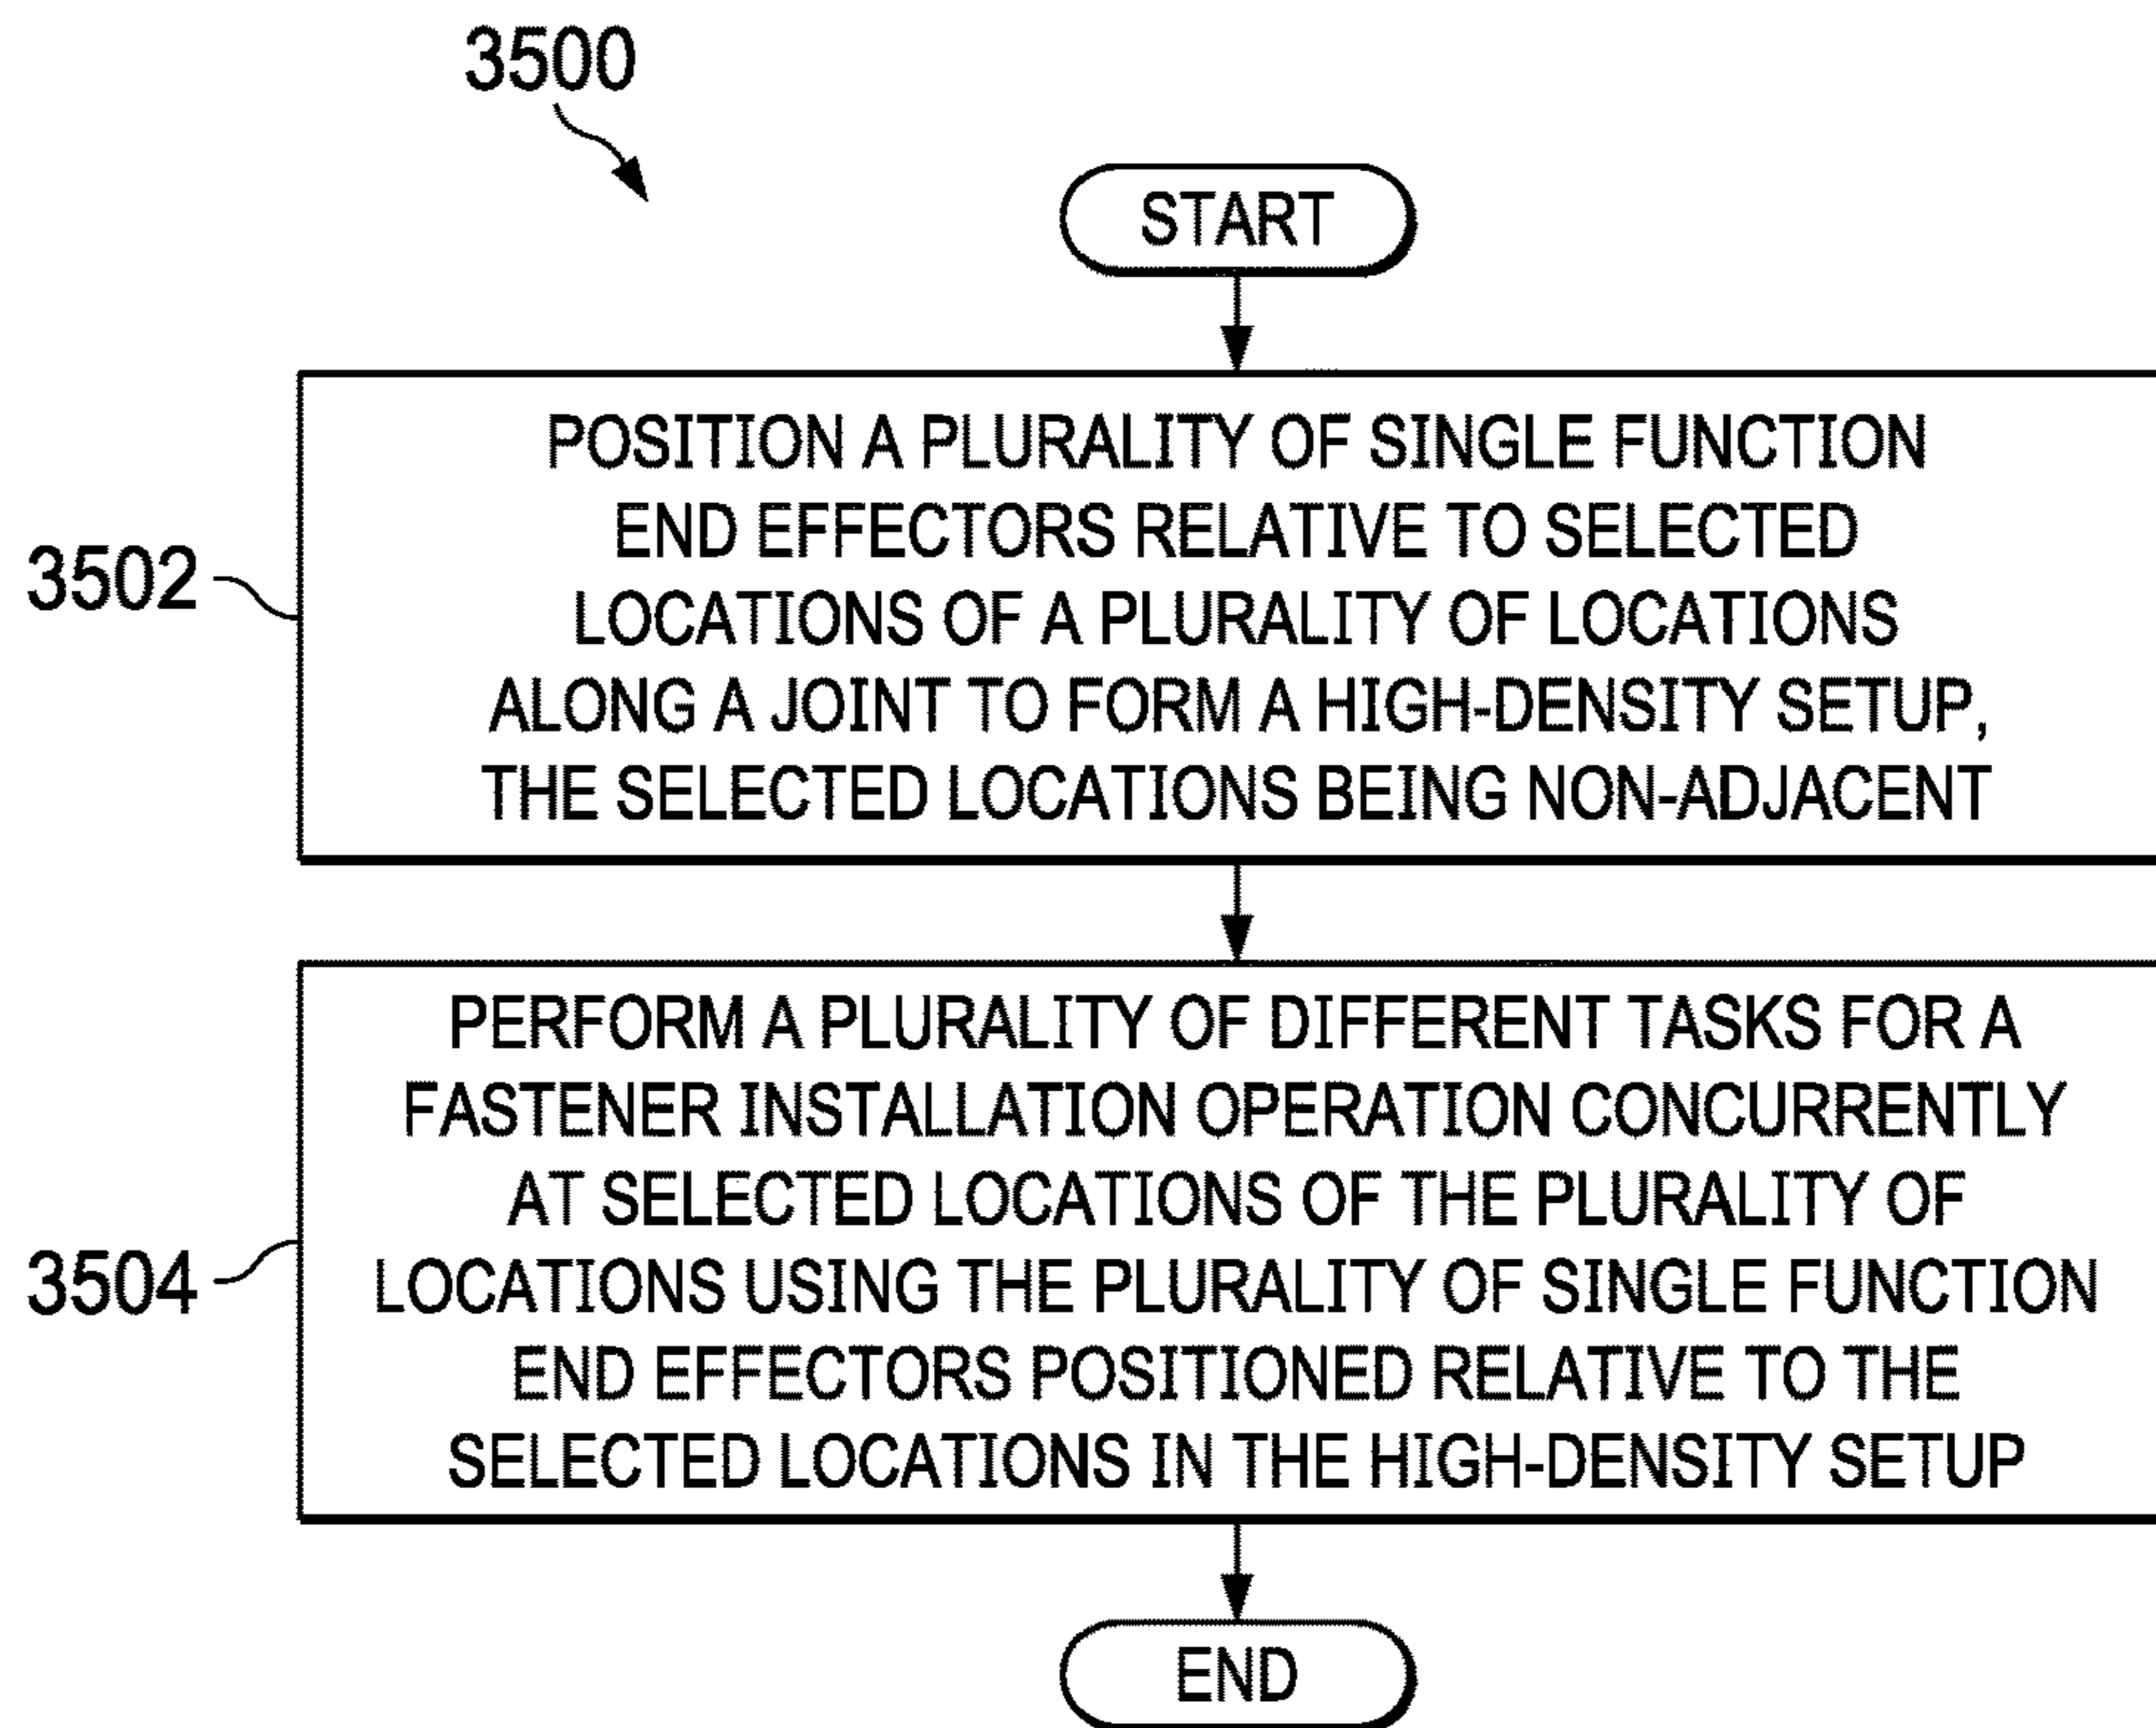 3500
START
3502
POSITION A PLURALITY OF SINGLE FUNCTION
END EFFECTORS RELATIVE TO SELECTED
LOCATIONS OF A PLURALITY OF LOCATIONS
ALONG A JOINT TO FORM A HIGH-DENSITY SETUP,
THE SELECTED LOCATIONS BEING NON-ADJACENT
3504
PERFORM A PLURALITY OF DIFFERENT TASKS FOR A
FASTENER INSTALLATION OPERATION CONCURRENTLY
AT SELECTED LOCATIONS OF THE PLURALITY OF
LOCATIONS USING THE PLURALITY OF SINGLE FUNCTION
END EFFECTORS POSITIONED RELATIVE TO THE
SELECTED LOCATIONS IN THE HIGH-DENSITY SETUP
END